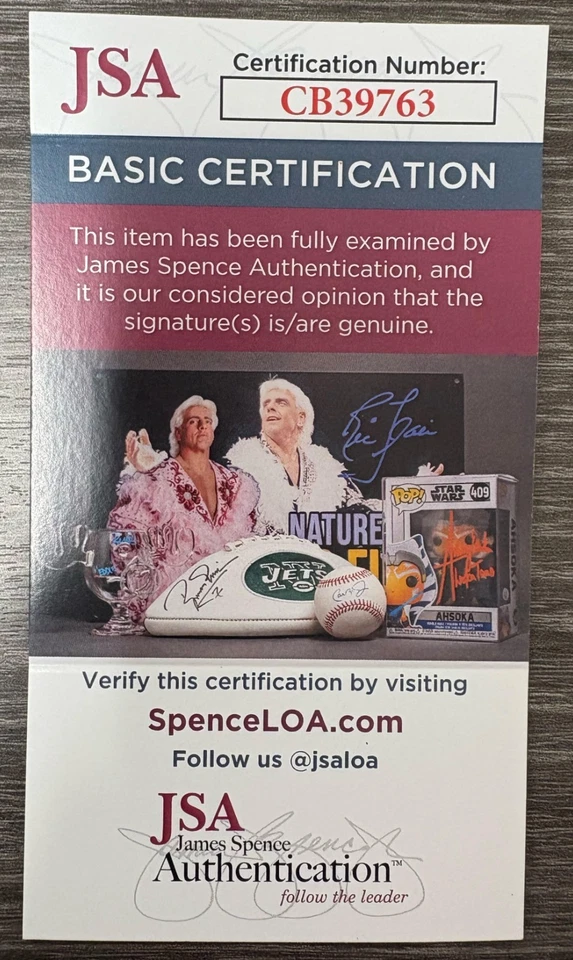 JSA
Certification Number:
CB39763
BASIC CERTIFICATION
This item has been fully examined by
James Spence Authentication, and
it is our considered opinion that the
signature(s) is/are genuine.
NATURE
JETS
POP!
STAR
WARS
409
AHSOKA
Verify this certification by visiting
SpenceLOA.com
Follow us @jsaloa
JSA
James Spence
Authentication™
follow the leader